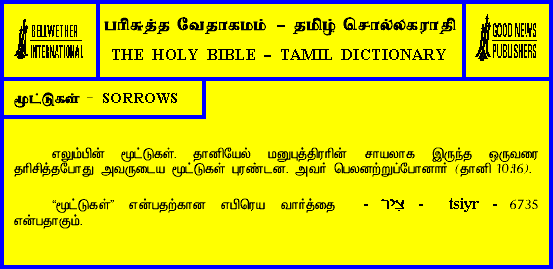 BELLWETHER
INTERNATIONAL
பரிசுத்த வேதாகமம் – தமிழ் சொல்லகராதி
THE HOLY BIBLE – TAMIL DICTIONARY
GOOD NEWS
PUBLISHERS
மூட்டுகள் – SORROWS
எலும்பின் மூட்டுகள். தானியேல் மனுபுத்திரரின் சாயலாக இருந்த ஒருவரை
தரிசித்தபோது அவருடைய மூட்டுகள் புரண்டன. அவர் பெலனற்றுப்போனார் (தானி 10:16).
“மூட்டுகள்” என்பதற்கான எபிரெய வார்த்தை - צִיר - tsiyr - 6735
என்பதாகும்.